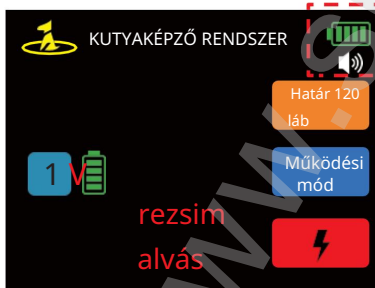 KUTYAKÉPZŐ RENDSZER
Határ 120
láb
1 V
Működési
mód
rezsim
alvás